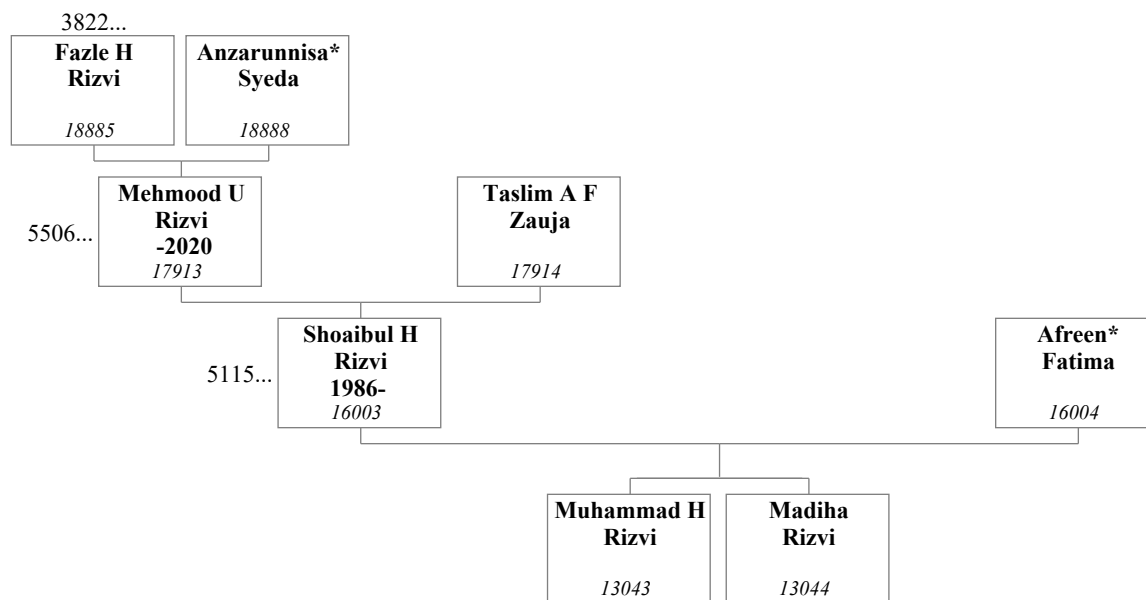 3822...
Fazle H
Rizvi
18885
Anzarunnisa*
Syeda
18888
5506...
Mehmood U
Rizvi
-2020
17913
Taslim A F
Zauja
17914
5115...
Shoaibul H
Rizvi
1986-
16003
Afreen*
Fatima
16004
Muhammad H
Rizvi
13043
Madiha
Rizvi
13044